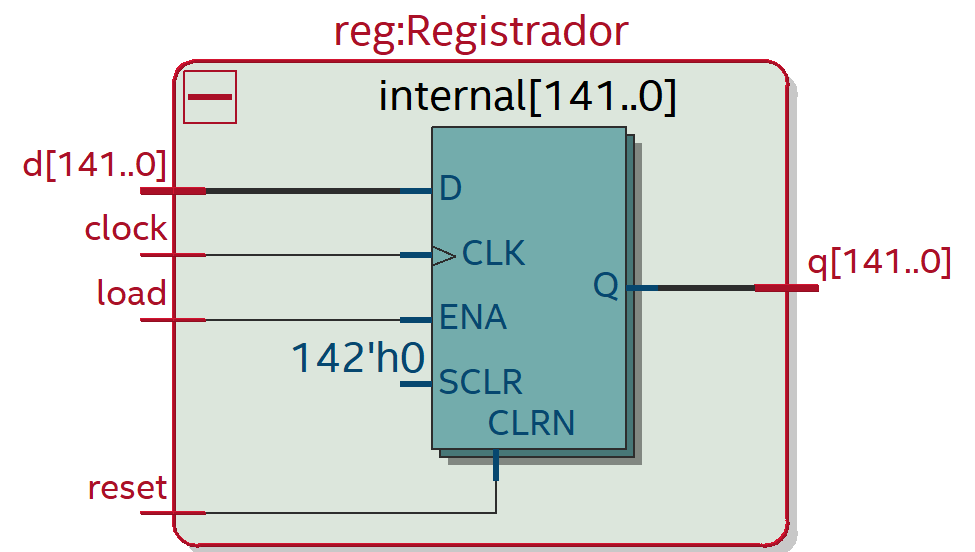 reg:Registrador
internal[141..0]
d[141..0]
D
clock
CLK
load
ENA
Q
q[141..0]
142'h0
SCLR
CLRN
reset